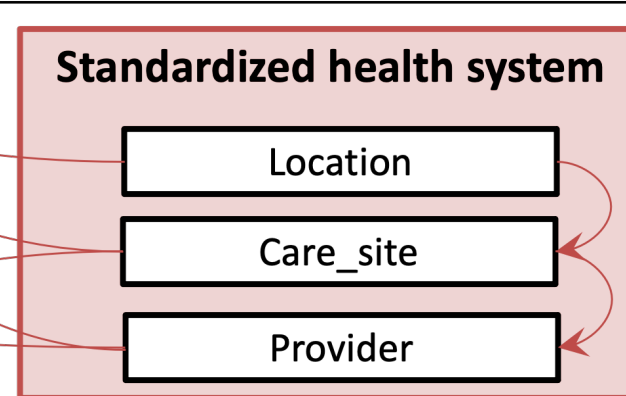 Standardized health system
Location
Care_site
Provider